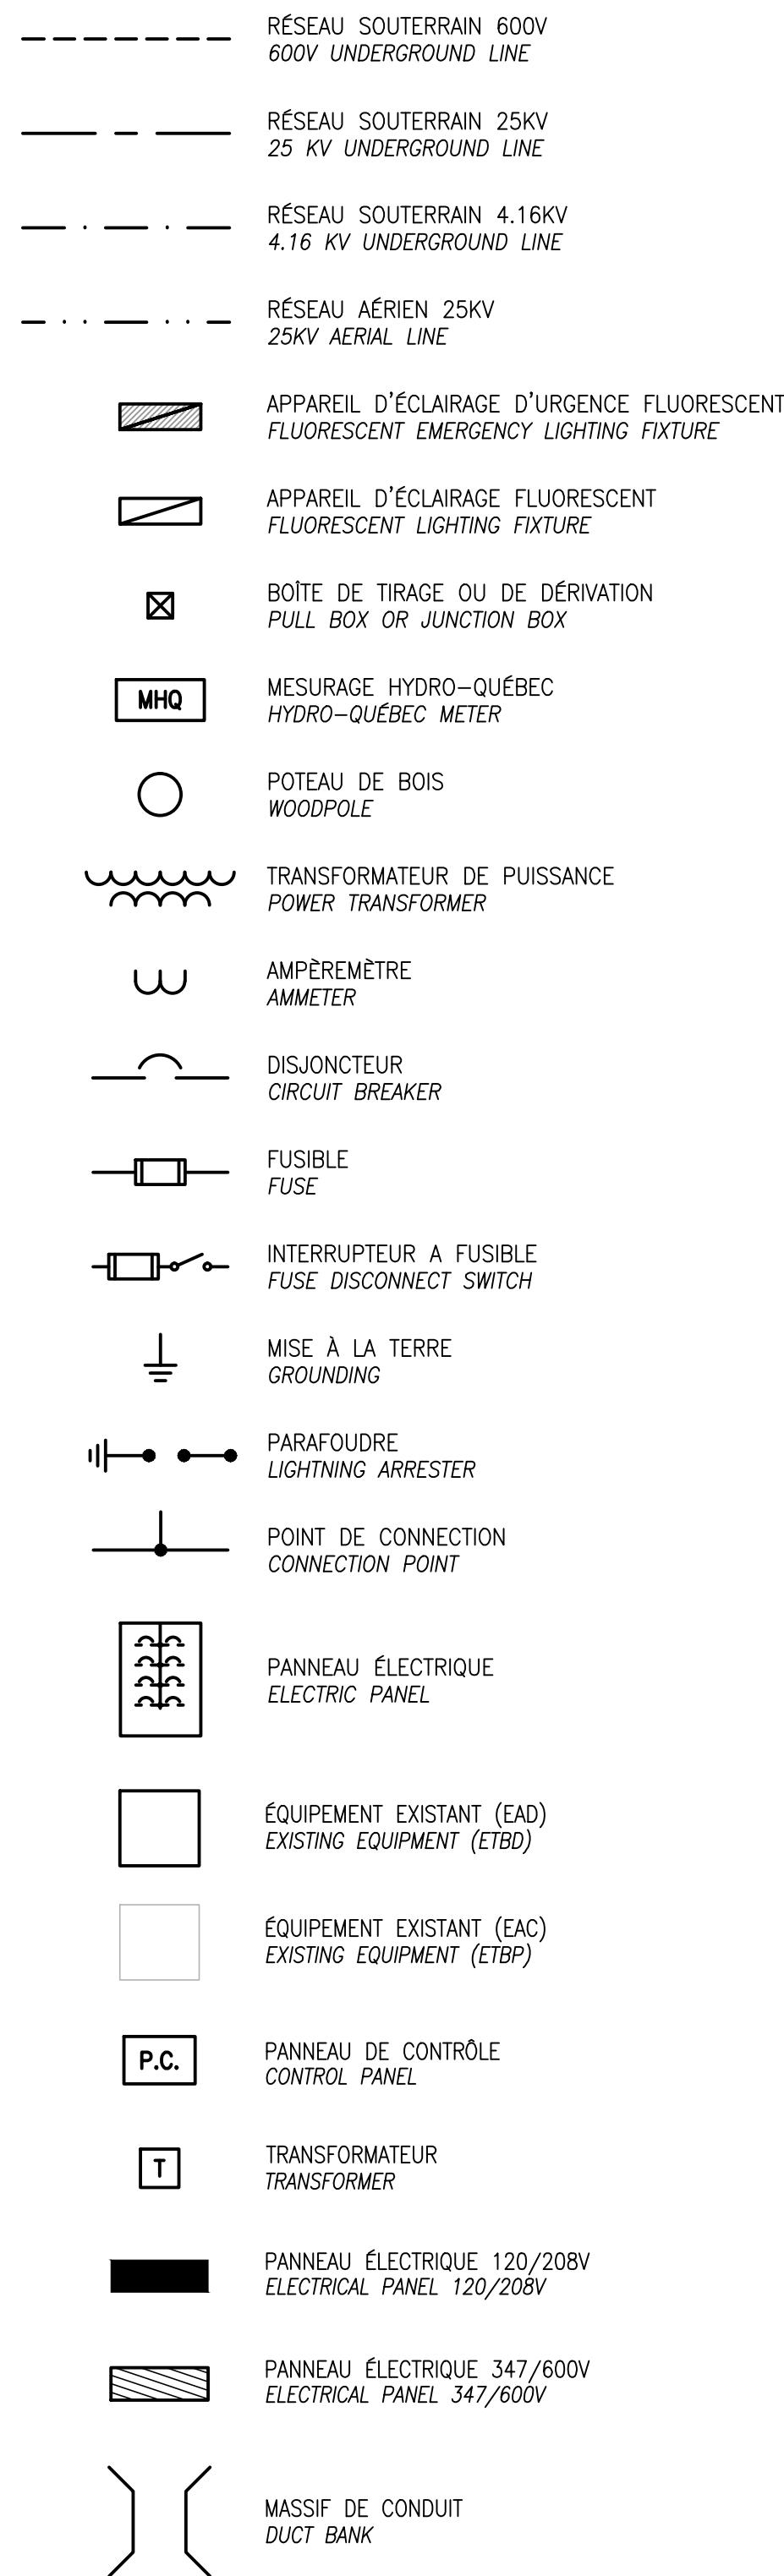 RÉSEAU SOUTERRAIN 600V
600V UNDERGROUND LINE
RÉSEAU SOUTERRAIN 25KV
25 KV UNDERGROUND LINE
RÉSEAU SOUTERRAIN 4.16KV
4.16 KV UNDERGROUND LINE
RÉSEAU AÉRIEN 25KV
25KV AERIAL LINE
APPAREIL D'ÉCLAIRAGE D'URGENCE FLUORESCENT
FLUORESCENT EMERGENCY LIGHTING FIXTURE
APPAREIL D'ÉCLAIRAGE FLUORESCENT
FLUORESCENT LIGHTING FIXTURE
BOÎTE DE TIRAGE OU DE DÉRIVATION
PULL BOX OR JUNCTION BOX
MHQ
MESURAGE HYDRO-QUÉBEC
HYDRO-QUÉBEC METER
POTEAU DE BOIS
WOODPOLE
TRANSFORMATEUR DE PUISSANCE
POWER TRANSFORMER
AMPÈREMÈTRE
AMMETER
DISJONCTEUR
CIRCUIT BREAKER
FUSIBLE
FUSE
INTERRUPTEUR A FUSIBLE
FUSE DISCONNECT SWITCH
MISE À LA TERRE
GROUNDING
PARAFOUDRE
LIGHTNING ARRESTER
POINT DE CONNECTION
CONNECTION POINT
PANNEAU ÉLECTRIQUE
ELECTRIC PANEL
ÉQUIPEMENT EXISTANT (EAD)
EXISTING EQUIPMENT (ETBD)
ÉQUIPEMENT EXISTANT (EAC)
EXISTING EQUIPMENT (ETBP)
P.C.
PANNEAU DE CONTRÔLE
CONTROL PANEL
T
TRANSFORMATEUR
TRANSFORMER
PANNEAU ÉLECTRIQUE 120/208V
ELECTRICAL PANEL 120/208V
PANNEAU ÉLECTRIQUE 347/600V
ELECTRICAL PANEL 347/600V
MASSIF DE CONDUIT
DUCT BANK